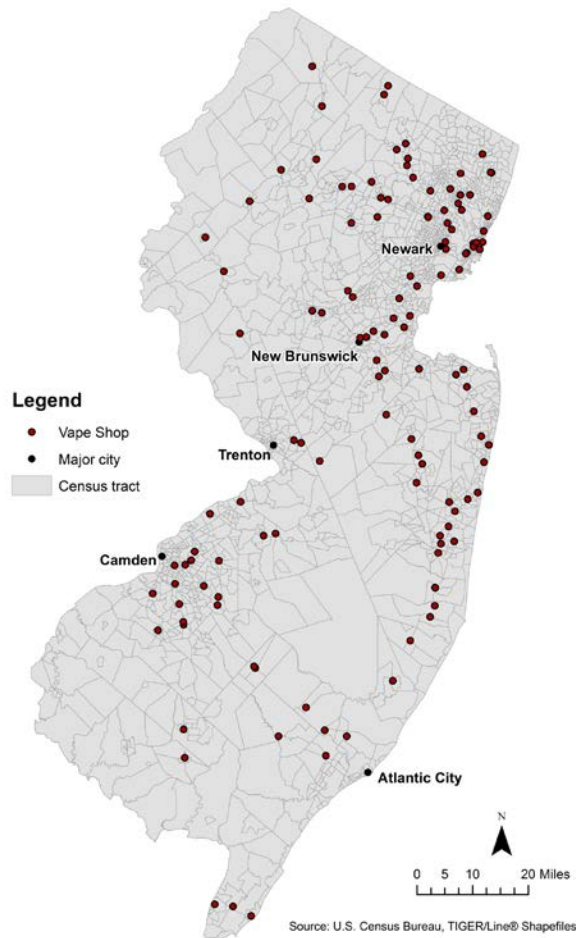 Newark
New Brunswick
Legend
Vape Shop
Major city
Census tract
Trenton
Camden
Atlantic City
N
0 5 10 20 Miles
Source: U.S. Census Bureau, TIGER/Line® Shapefiles